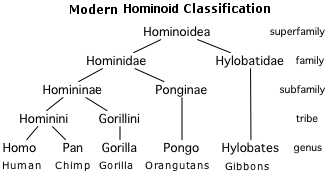 Modern Hominoid Classification
Hominoidea superfamily
Hominidae Hylobatidae family
Homininae Ponginae subfamily
Hominini Gorillini tribe
Homo Pan Gorilla Pongo Hylobates genus
Human Chimp Gorilla Orangutans Gibbons